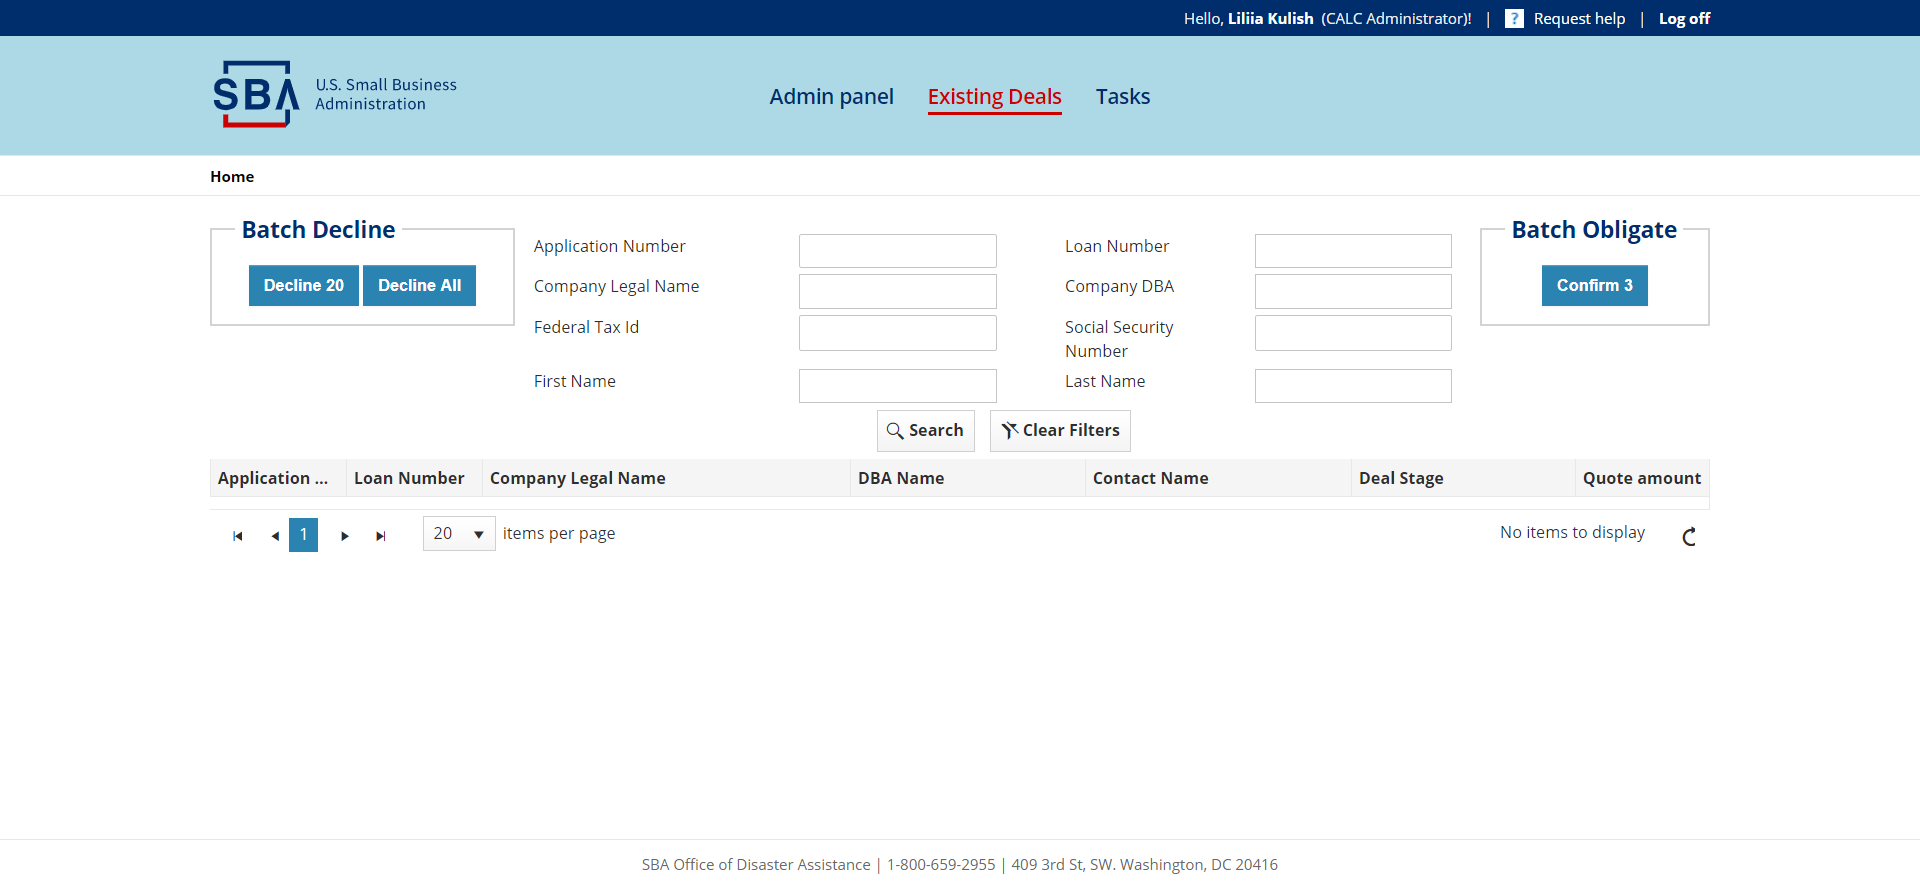 Hello, Liliia Kulish (CALC Administrator)! | ? Request help | Log off
SBA U.S. Small Business
Administration
Admin panel Existing Deals Tasks
Home
Batch Decline
Decline 20 Decline All
Application Number
Loan Number
Company Legal Name
Company DBA
Federal Tax Id
Social Security
Number
First Name
Last Name
Batch Obligate
Confirm 3
Search Clear Filters
Application ... Loan Number Company Legal Name DBA Name Contact Name Deal Stage Quote amount
1 20 items per page No items to display
SBA Office of Disaster Assistance | 1-800-659-2955 | 409 3rd St, SW. Washington, DC 20416